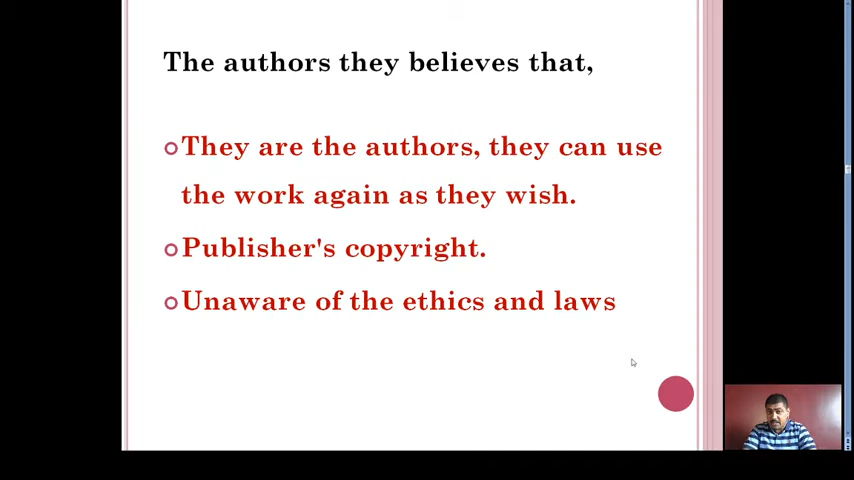 The authors they believes that,
They are the authors, they can use
the work again as they wish.
Publisher's copyright.
Unaware of the ethics and laws